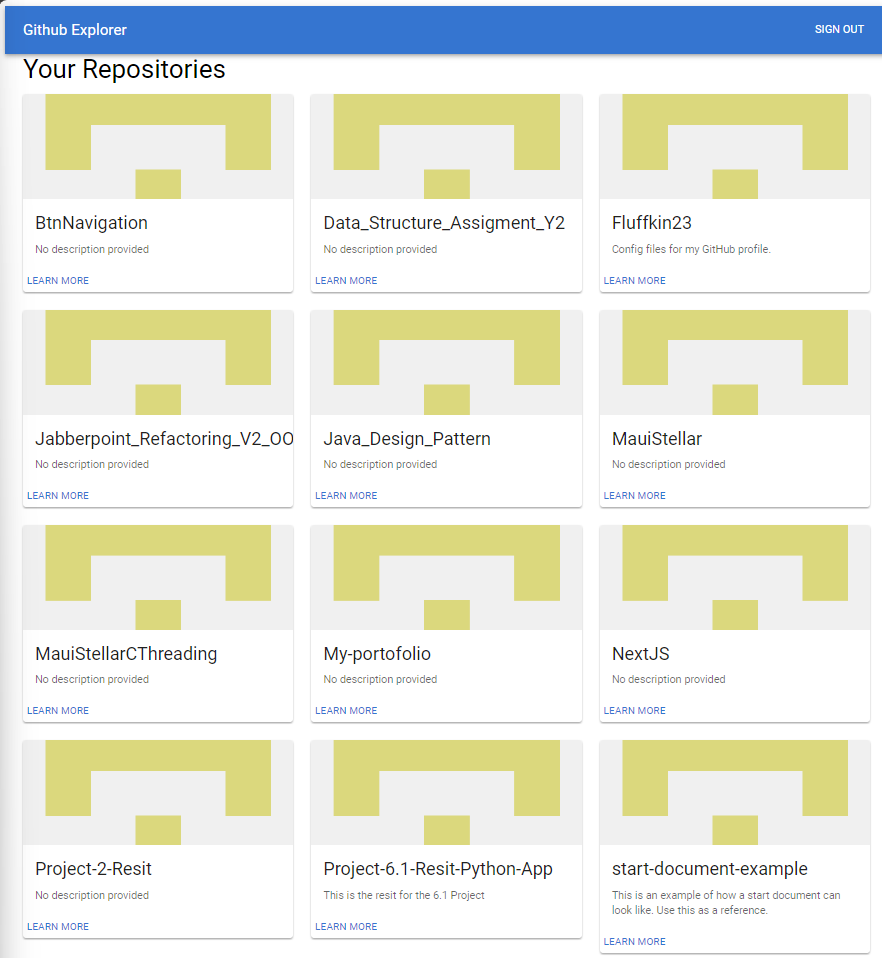 Github Explorer
SIGN OUT
Your Repositories
BtnNavigation
No description provided
LEARN MORE
Data_Structure_Assigment_Y2
No description provided
LEARN MORE
Fluffkin23
Config files for my GitHub profile.
LEARN MORE
Jabberpoint_Refactoring_V2_OO
No description provided
LEARN MORE
Java_Design_Pattern
No description provided
LEARN MORE
MauiStellar
No description provided
LEARN MORE
MauiStellarCThreading
No description provided
LEARN MORE
My-portofolio
No description provided
LEARN MORE
NextJS
No description provided
LEARN MORE
Project-2-Resit
No description provided
LEARN MORE
Project-6.1-Resit-Python-App
This is the resit for the 6.1 Project
LEARN MORE
start-document-example
This is an example of how a start document can
look like. Use this as a reference.
LEARN MORE